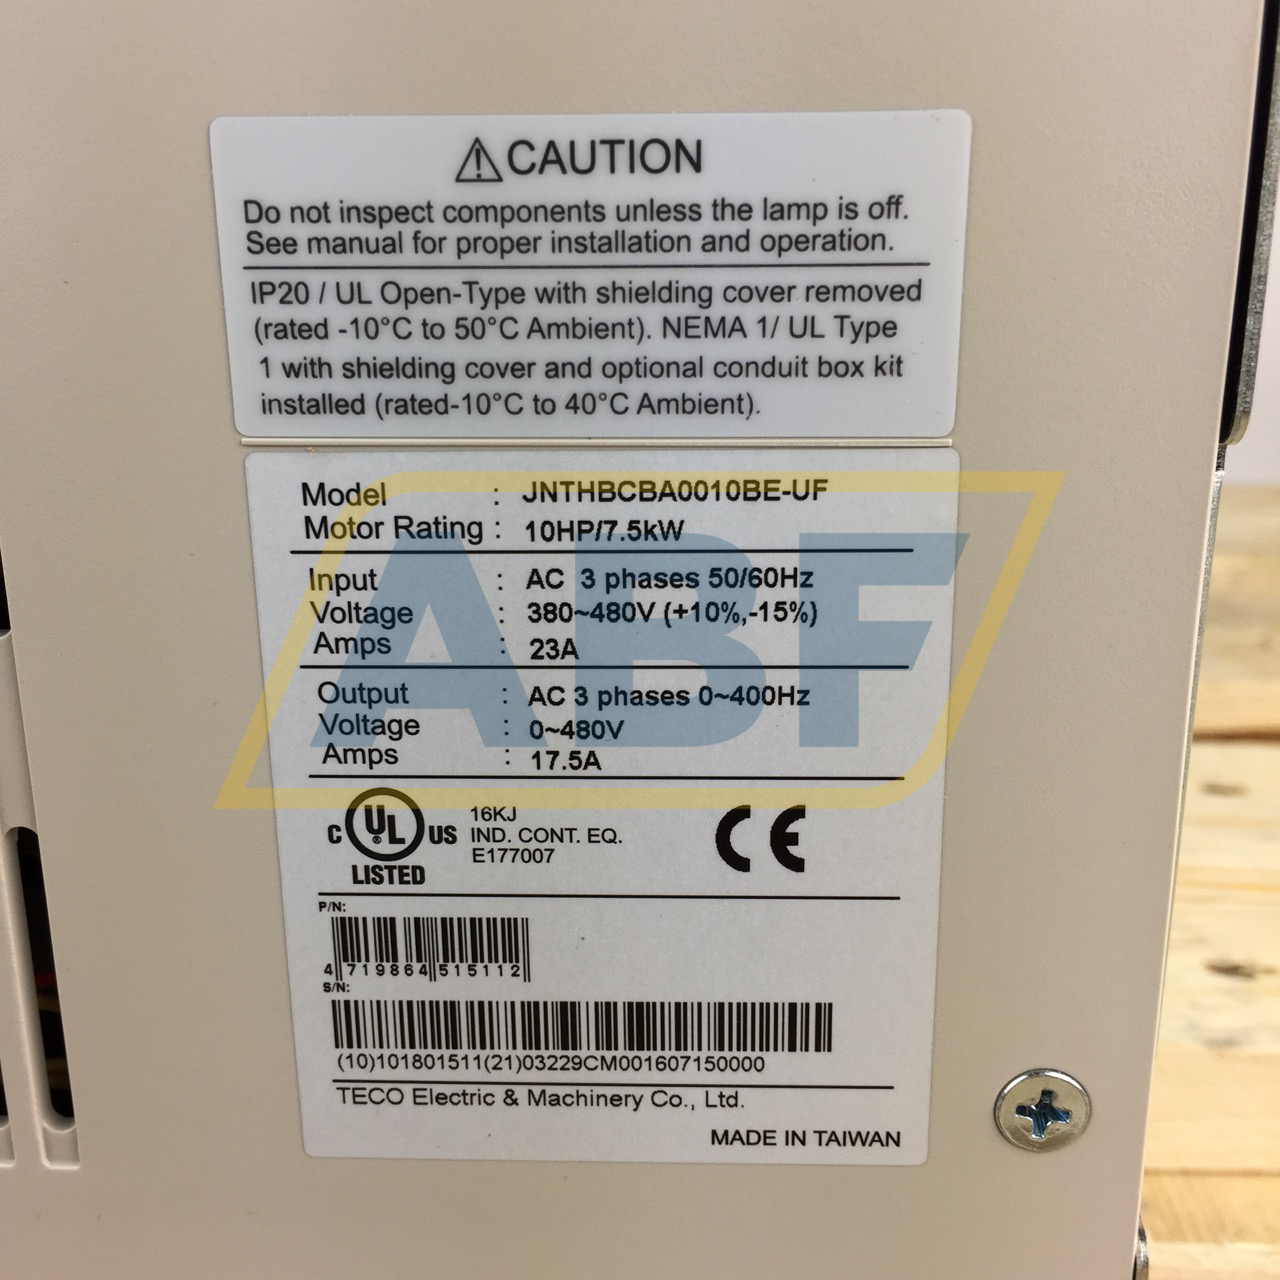 ⚠CAUTION
Do not inspect components unless the lamp is off.
See manual for proper installation and operation.
IP20 / UL Open-Type with shielding cover removed
(rated -10°C to 50°C Ambient). NEMA 1/ UL Type
1 with shielding cover and optional conduit box kit
installed (rated-10°C to 40°C Ambient).
Model : JNTHBCBA0010BE-UF
Motor Rating : 10HP/7.5kW
Input : AC 3 phases 50/60Hz
Voltage : 380~480V (+10%,-15%)
Amps : 23A
Output : AC 3 phases 0~400Hz
Voltage : 0~480V
Amps : 17.5A
ABF
C UL ® US LISTED
16KJ
IND. CONT. EQ.
E177007
CE
P/N:
4 719864 515112
S/N:
(10)101801511(21)03229CM001607150000
TECO Electric & Machinery Co., Ltd.
MADE IN TAIWAN